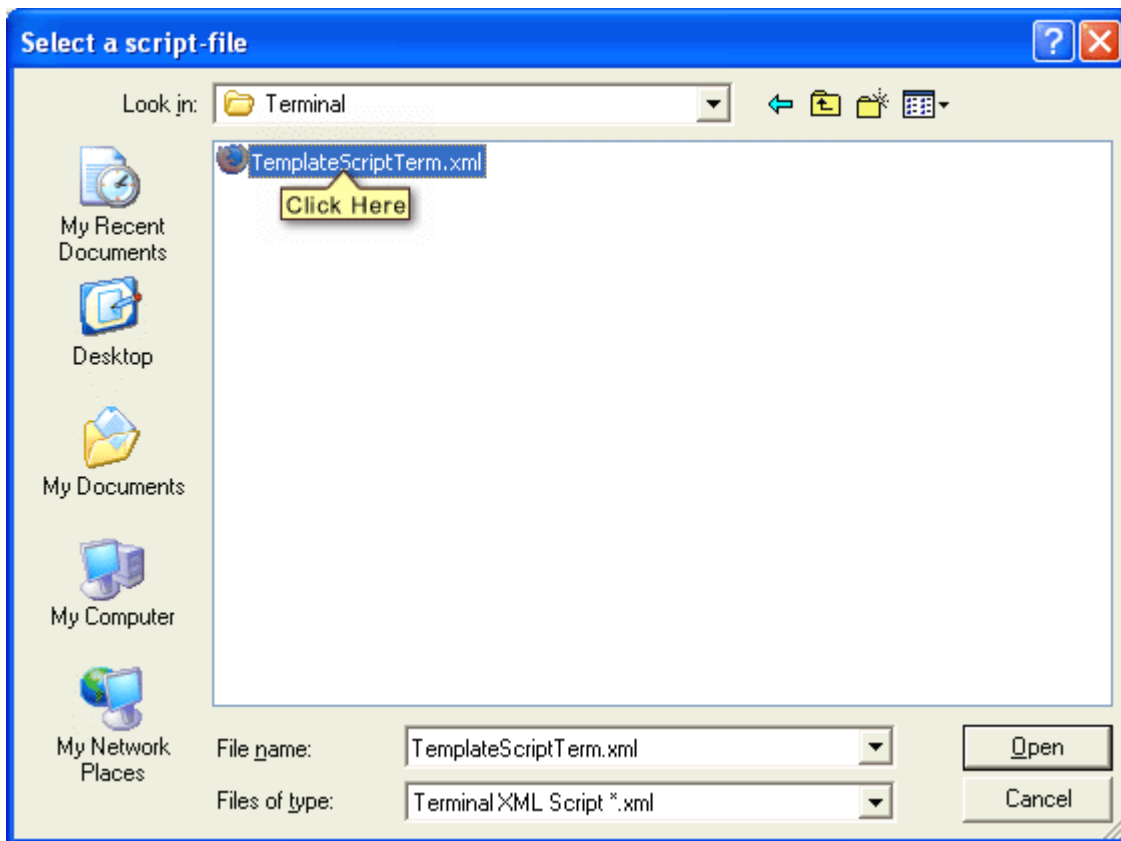 Select a script-file
Look in:
Terminal
TemplateScriptTerm.xml
Click Here
My Recent
Documents
Desktop
My Documents
My Computer
My Network
Places
File name:
TemplateScriptTerm.xml
Open
Files of type:
Terminal XML Script *.xml
Cancel